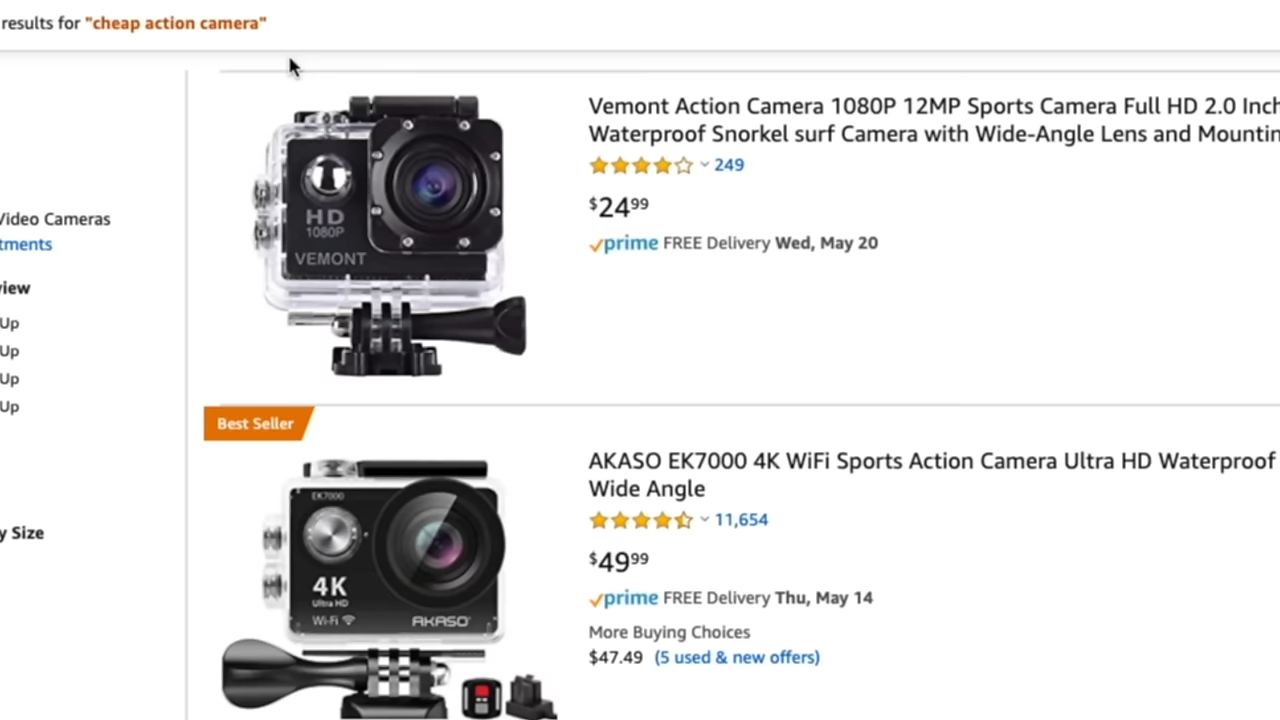 results for "cheap action camera"
Video Cameras
tments
view
Up
Up
Up
Up
y Size
HD
1080P
VEMONT
Vemont Action Camera 1080P 12MP Sports Camera Full HD 2.0 Inch
Waterproof Snorkel surf Camera with Wide-Angle Lens and Mountin
249
$2499
prime FREE Delivery Wed, May 20
Best Seller
EK7000
4K
Ultra HD
Wi-Fi
AKASO
AKASO EK7000 4K WiFi Sports Action Camera Ultra HD Waterproof
Wide Angle
11,654
$4999
prime FREE Delivery Thu, May 14
More Buying Choices
$47.49 (5 used & new offers)